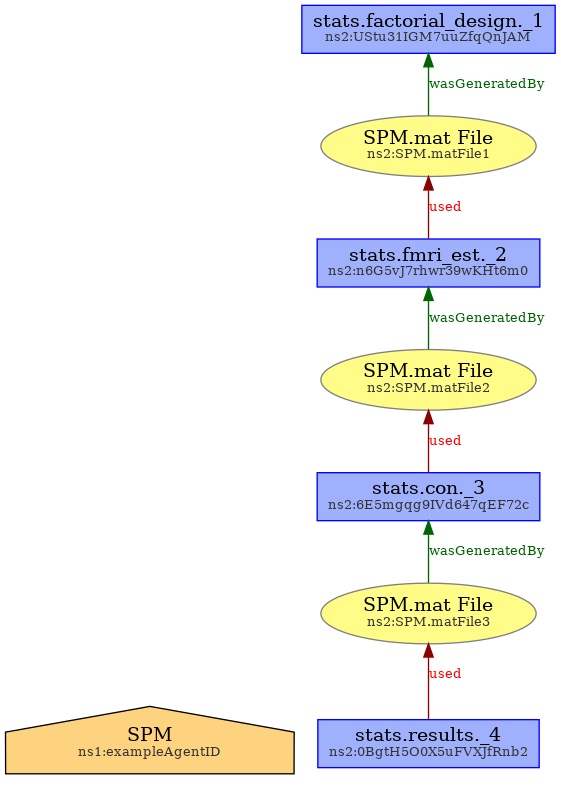 stats.factorial_design._1
ns2:UStu31IGM7uuZfqQnJAM
wasGeneratedBy
SPM.mat File
ns2:SPM.matFile1
used
stats.fmri_est._2
ns2:n6G5vJ7rhwr39wKHt6m0
wasGeneratedBy
SPM.mat File
ns2:SPM.matFile2
used
stats.con._3
ns2:6E5mgqg9IVd647qEF72c
wasGeneratedBy
SPM.mat File
ns2:SPM.matFile3
used
SPM
ns1:exampleAgentID
stats.results._4
ns2:0BgtH5O0X5uFVXJfRnb2